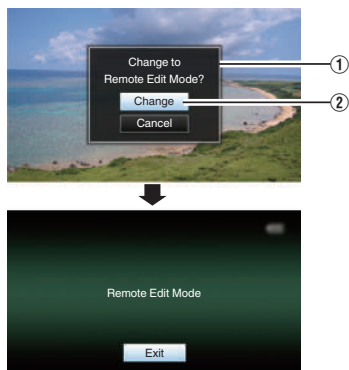 Change to
Remote Edit Mode?
Change
Cancel
①
②
Remote Edit Mode
Exit